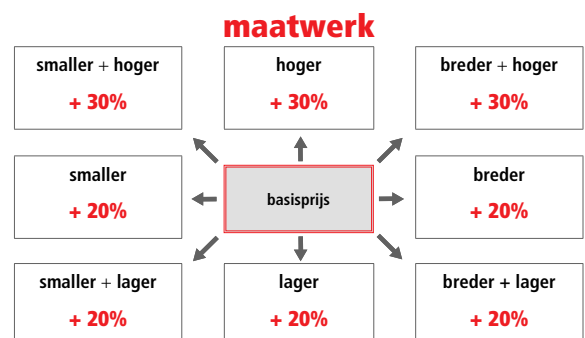 maatwerk
smaller + hoger
+ 30%
hoger
+ 30%
breder + hoger
+ 30%
smaller
+ 20%
basisprijs
breder
+ 20%
smaller + lager
+ 20%
lager
+ 20%
breder + lager
+ 20%